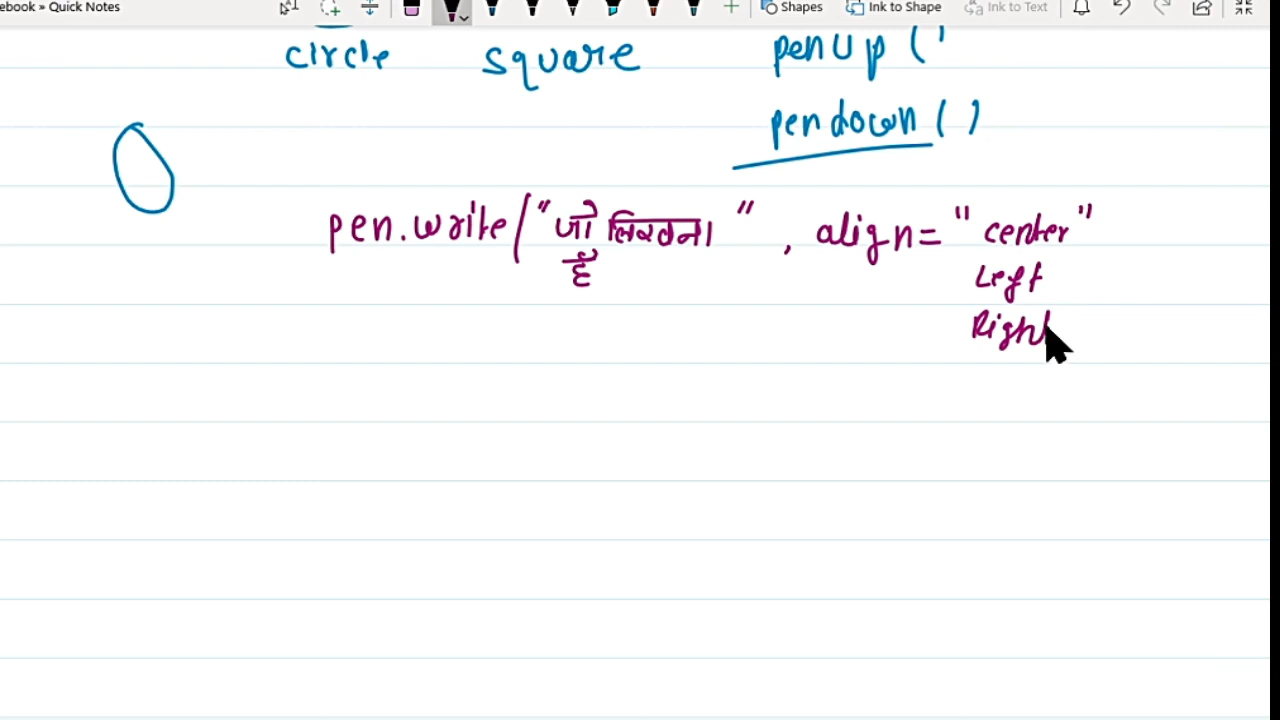 ebook » Quick Notes
Shapes
Ink to Shape
Ink to Text
circle square penup (
pendown ( )
pen.write ( " जो लिखना " , align = " center "
है
Left
Right